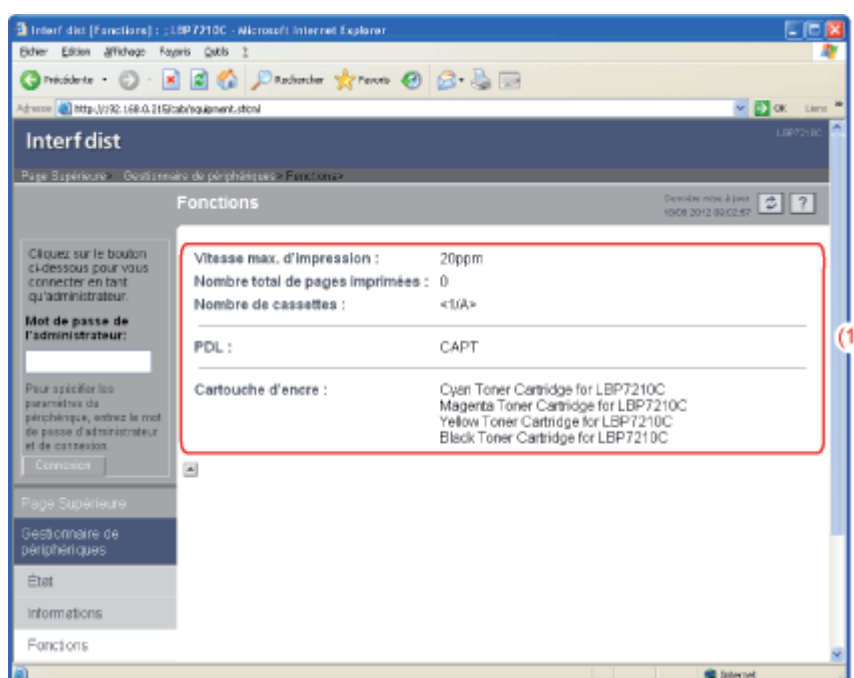 Interf dist [Fonctions] : ; LBP7210C - Microsoft Internet Explorer
Fichier Edition Affichage Favoris Outils ?
Précédente Rechercher Favoris
Adresse OK Liens
Interf dist
LBP7210C
Page Supérieure> Gestionnaire de périphériques> Fonctions>
Fonctions
Dernière mise à jour
2012 09:02:57
?
Cliquez sur le bouton
ci-dessous pour vous
connecter en tant
qu'administrateur.
Mot de passe de
l'administrateur:
Pour spécifier les
paramètres du
périphérique, entrez le mot
de passe d'administrateur
et de connexion.
Connexion
Vitesse max. d'impression : 20ppm
Nombre total de pages imprimées : 0
Nombre de cassettes :
PDL : CAPT
Cartouche d'encre : Cyan Toner Cartridge for LBP7210C
Magenta Toner Cartridge for LBP7210C
Yellow Toner Cartridge for LBP7210C
Black Toner Cartridge for LBP7210C
(1
Page Supérieure
Gestionnaire de
périphériques
État
Informations
Fonctions
Internet